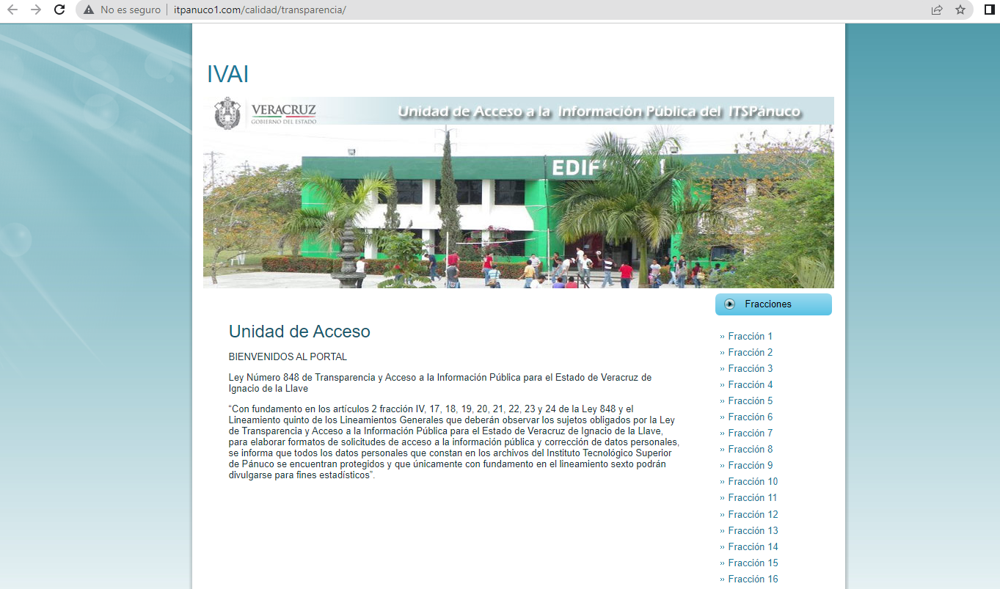 No es seguro
itpanuco1.com/calidad/transparencia/
IVAI
VERACRUZ
GOBIERNO DEL ESTADO
Unidad de Acceso a la Información Pública del ITSPánuco
Fracciones
Unidad de Acceso
BIENVENIDOS AL PORTAL
Ley Número 848 de Transparencia y Acceso a la Información Pública para el Estado de Veracruz de
Ignacio de la Llave
“Con fundamento en los artículos 2 fracción IV, 17, 18, 19, 20, 21, 22, 23 y 24 de la Ley 848 y el
Lineamiento quinto de los Lineamientos Generales que deberán observar los sujetos obligados por la Ley
de Transparencia y Acceso a la Información Pública para el Estado de Veracruz de Ignacio de la Llave,
para elaborar formatos de solicitudes de acceso a la información pública y corrección de datos personales,
se informa que todos los datos personales que constan en los archivos del Instituto Tecnológico Superior
de Pánuco se encuentran protegidos y que únicamente con fundamento en el lineamiento sexto podrán
divulgarse para fines estadísticos”.
» Fracción 1
» Fracción 2
» Fracción 3
» Fracción 4
» Fracción 5
» Fracción 6
» Fracción 7
» Fracción 8
» Fracción 9
» Fracción 10
» Fracción 11
» Fracción 12
» Fracción 13
» Fracción 14
» Fracción 15
» Fracción 16